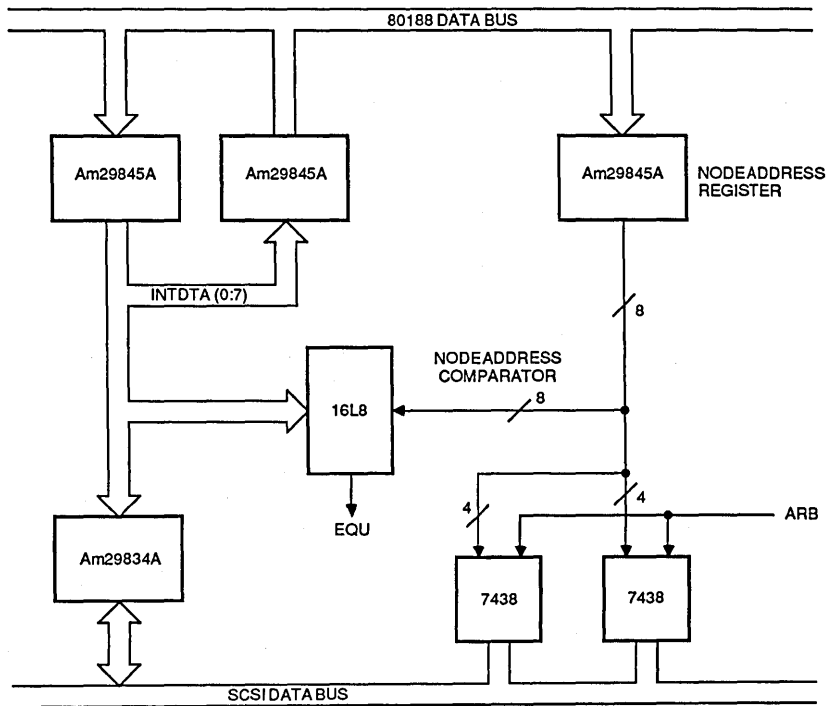 80188 DATA BUS
Am29845A
Am29845A
Am29845A
NODEADDRESS
REGISTER
INTDTA (0:7)
8
NODEADDRESS
COMPARATOR
8
16L8
EQU
4
4
ARB
Am29834A
7438
7438
SCSI DATA BUS